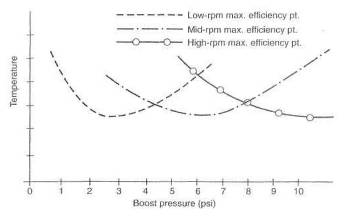 Low-rpm max. efficiency pt.
Mid-rpm max. efficiency pt.
High-rpm max. efficiency pt.
Temperature
0 1 2 3 4 5 6 7 8 9 10
Boost pressure (psi)